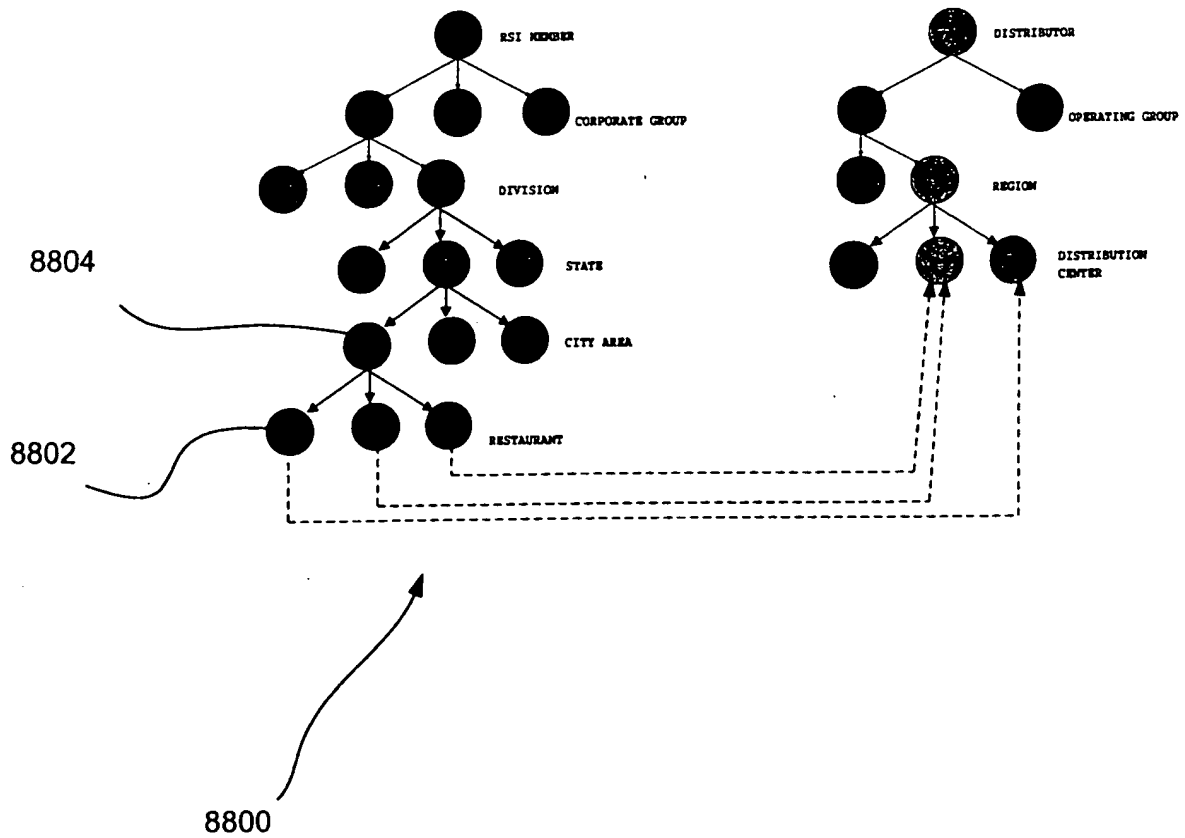 RSI MEMBER
DISTRIBUTOR
CORPORATE GROUP
OPERATING GROUP
DIVISION
REGION
8804
STATE
DISTRIBUTION
CENTER
CITY AREA
8802
RESTAURANT
8800